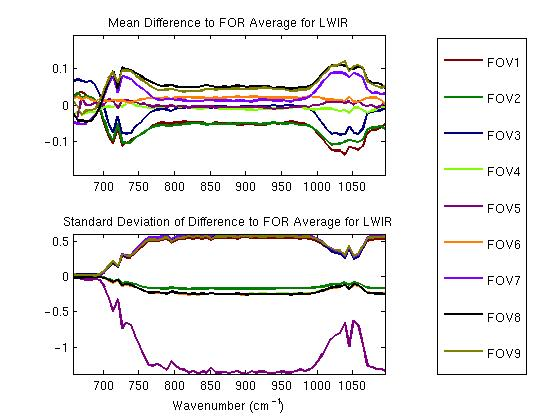 Mean Difference to FOR Average for LWIR
0.1
0
−0.1
700 750 800 850 900 950 1000 1050
Standard Deviation of Difference to FOR Average for LWIR
0.5
0
−0.5
−1
700 750 800 850 900 950 1000 1050
Wavenumber (cm⁻¹)
FOV1
FOV2
FOV3
FOV4
FOV5
FOV6
FOV7
FOV8
FOV9